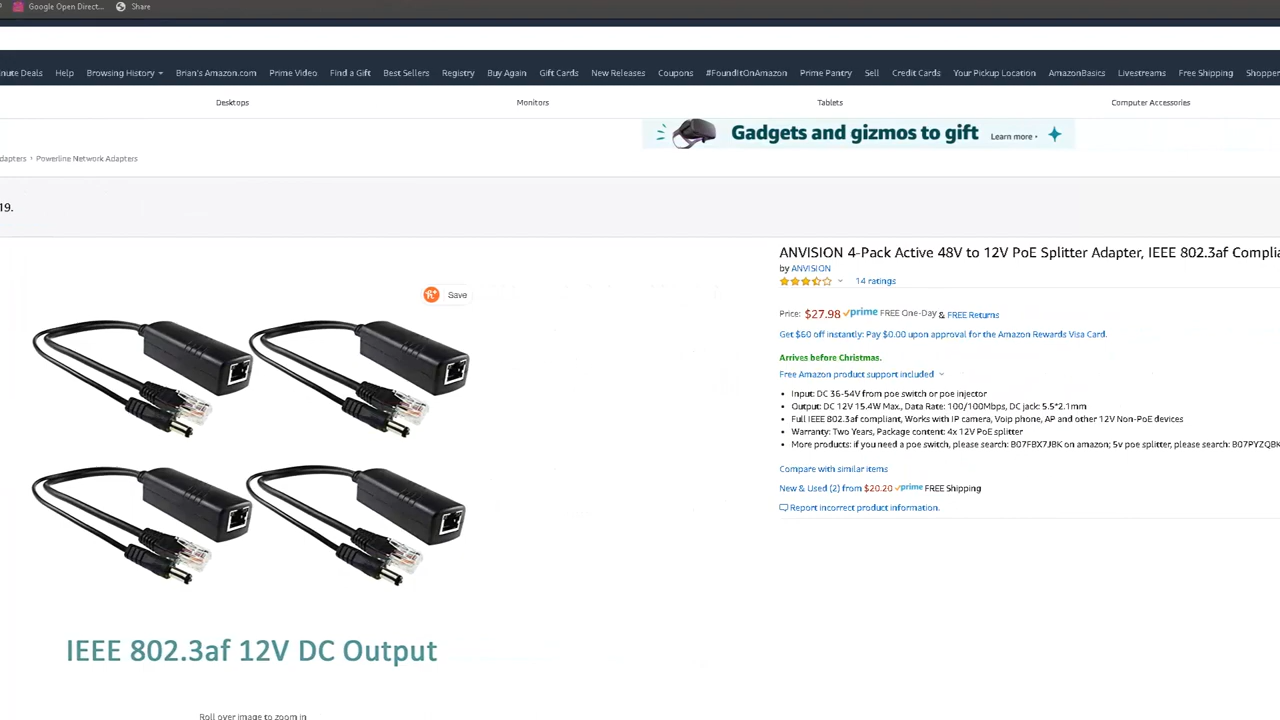 Google Open Direct... Share
nute Deals Help Browsing History Brian's Amazon.com Prime Video Find a Gift Best Sellers Registry Buy Again Gift Cards New Releases Coupons #FoundItOnAmazon Prime Pantry Sell Credit Cards Your Pickup Location AmazonBasics Livestreams Free Shipping Shopper
Desktops Monitors Tablets Computer Accessories
Gadgets and gizmos to gift Learn more ›
dapters › Powerline Network Adapters
19.
ANVISION 4-Pack Active 48V to 12V PoE Splitter Adapter, IEEE 802.3af Complia
by ANVISION
14 ratings
Save
Price: $27.98 prime FREE One-Day & FREE Returns
Get $60 off instantly: Pay $0.00 upon approval for the Amazon Rewards Visa Card.
Arrives before Christmas.
Free Amazon product support included
• Input: DC 36-54V from poe switch or poe injector
• Output: DC 12V 15.4W Max., Data Rate: 100/100Mbps, DC jack: 5.5*2.1mm
• Full IEEE 802.3af compliant, Works with IP camera, Voip phone, AP and other 12V Non-PoE devices
• Warranty: Two Years, Package content: 4x 12V PoE splitter
• More products: if you need a poe switch, please search: B07FBX7JBK on amazon; 5v poe splitter, please search: B07PYZQBK
Compare with similar items
New & Used (2) from $20.20 prime FREE Shipping
Report incorrect product information.
IEEE 802.3af 12V DC Output
Roll over image to zoom in